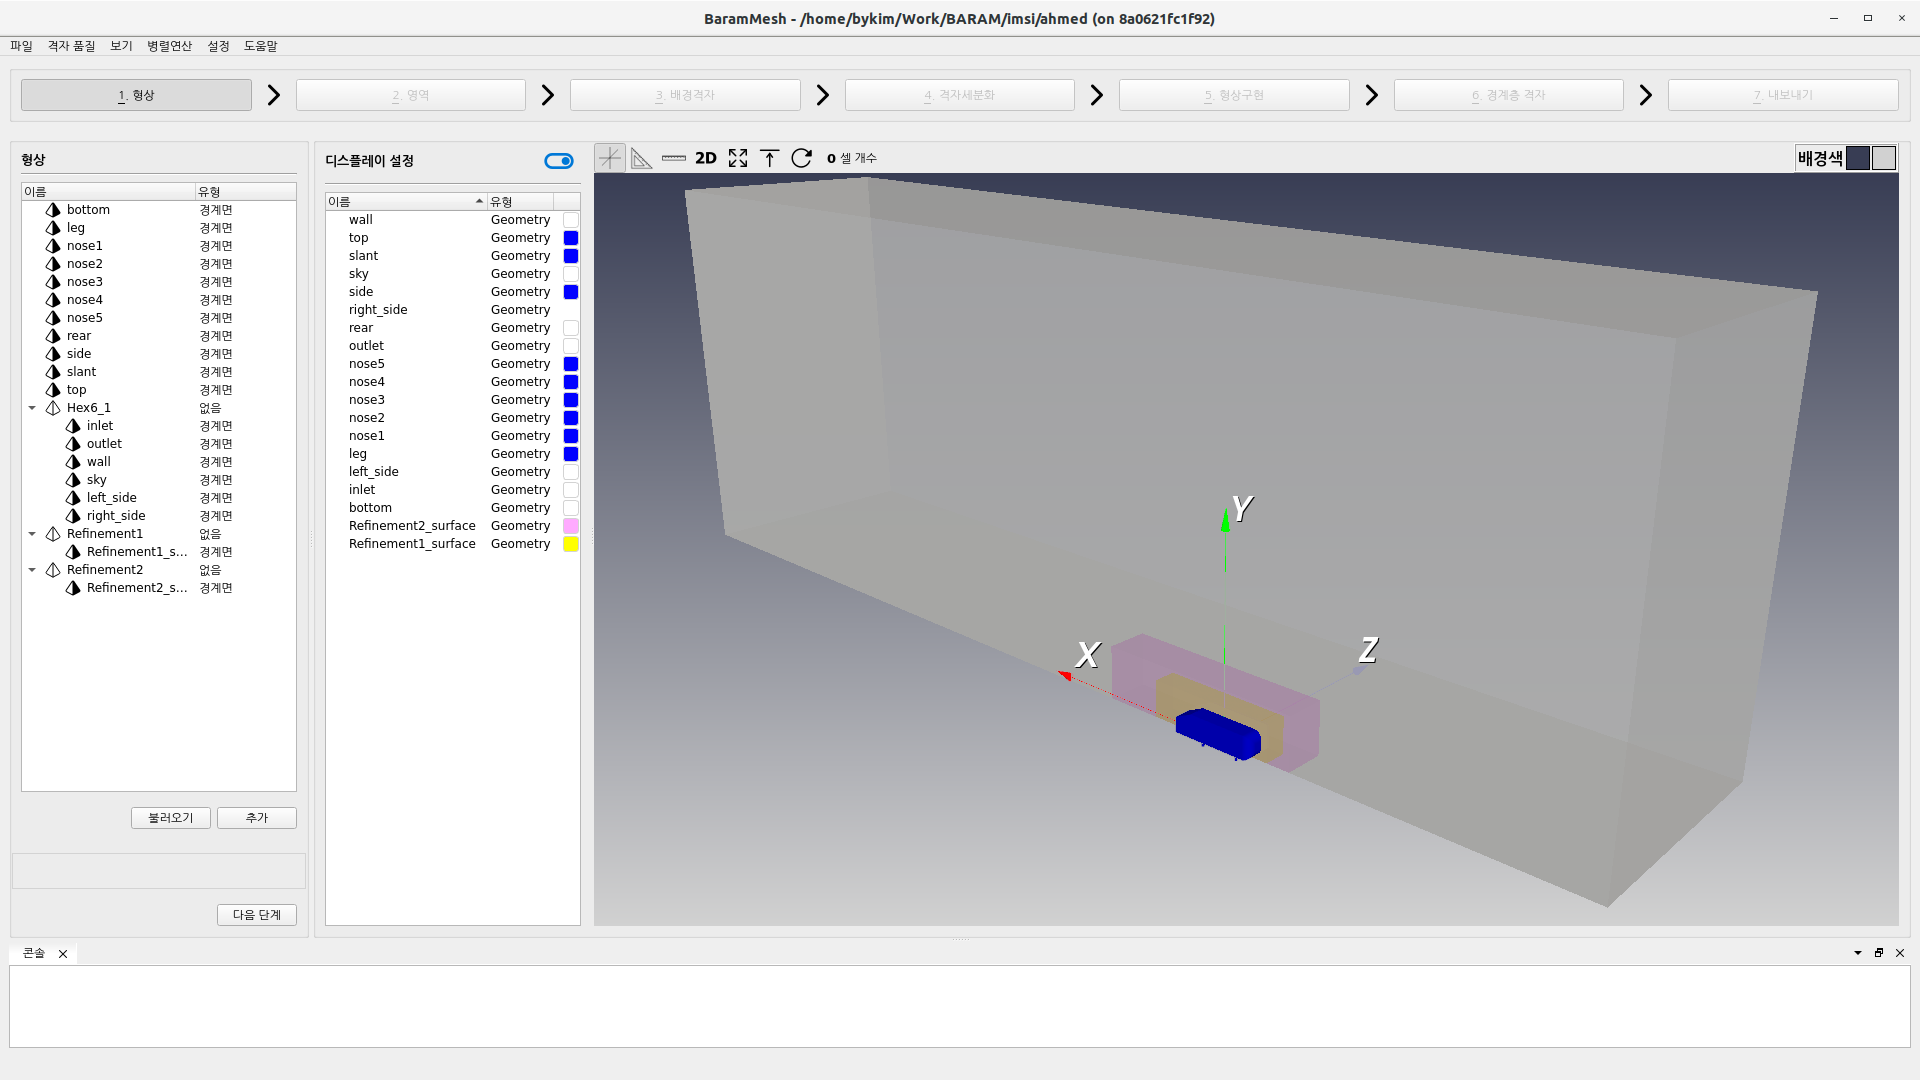 BaramMesh - /home/bykim/Work/BARAM/imsi/ahmed (on 8a0621fc1f92)
파일 격자 품질 보기 병렬연산 설정 도움말
1. 형상 2. 영역 3. 배경격자 4. 격자세분화 5. 형상구현 6. 경계층 격자 7. 내보내기
형상
이름 유형
bottom 경계면
leg 경계면
nose1 경계면
nose2 경계면
nose3 경계면
nose4 경계면
nose5 경계면
rear 경계면
side 경계면
slant 경계면
top 경계면
Hex6_1 없음
inlet 경계면
outlet 경계면
wall 경계면
sky 경계면
left_side 경계면
right_side 경계면
Refinement1 없음
Refinement1_s... 경계면
Refinement2 없음
Refinement2_s... 경계면
불러오기 추가
다음 단계
디스플레이 설정
이름 유형
wall Geometry
top Geometry
slant Geometry
sky Geometry
side Geometry
right_side Geometry
rear Geometry
outlet Geometry
nose5 Geometry
nose4 Geometry
nose3 Geometry
nose2 Geometry
nose1 Geometry
leg Geometry
left_side Geometry
inlet Geometry
bottom Geometry
Refinement2_surface Geometry
Refinement1_surface Geometry
2D 0 셀 개수 배경색
Y
X
Z
콘솔